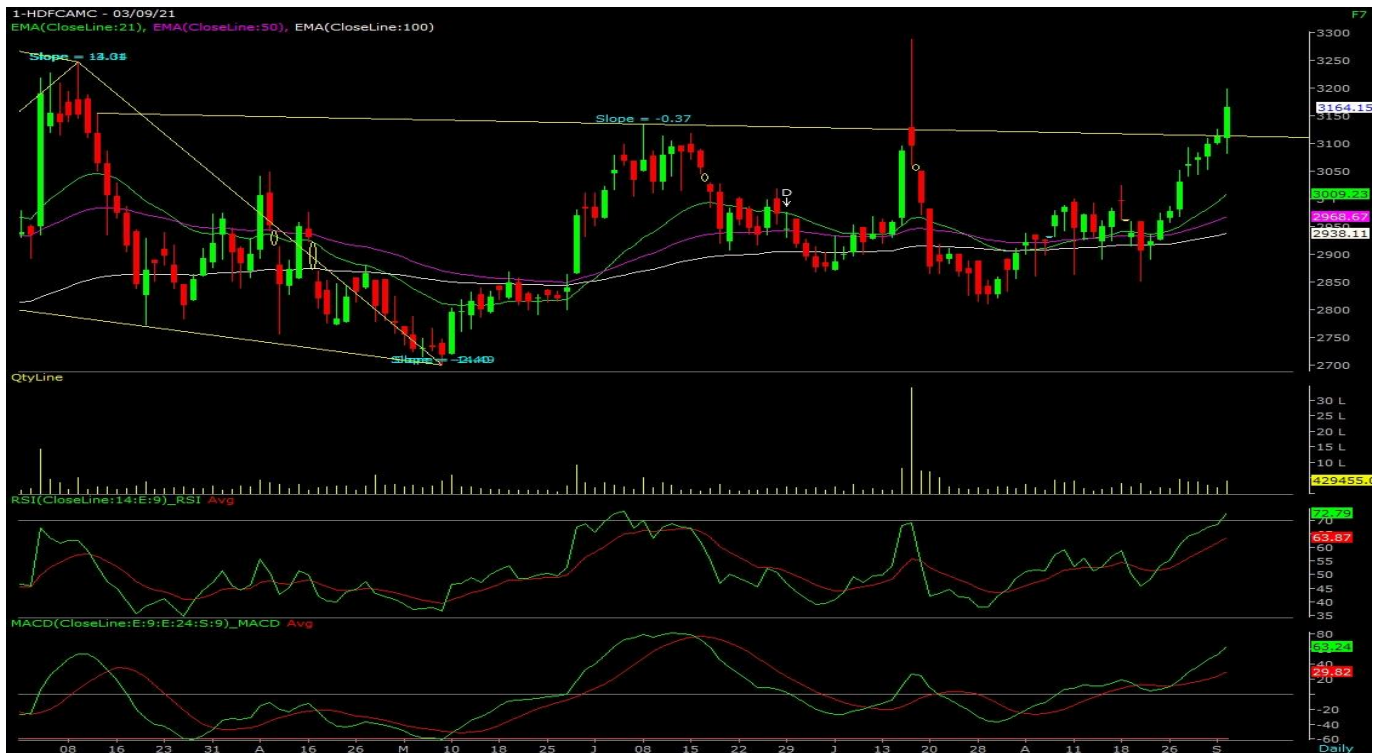 1-HDFCAMC - 03/09/21
F7
EMA(CloseLine:21), EMA(CloseLine:50), EMA(CloseLine:100)
Slope = -0.37
D
3300
3250
3200
3164.15
3150
3100
3050
3009.23
2968.67
2938.11
2900
2850
2800
2750
2700
QtyLine
30 L
25 L
20 L
15 L
10 L
429455.0
RSI(CloseLine:14:E:9)_RSI Avg
72.79
70
63.87
60
55
50
45
40
35
MACD(CloseLine:E:9:E:24:S:9)_MACD Avg
80
63.24
40
29.82
20
-20
-40
-60
08 16 23 31 A 16 26 M 10 18 25 J 08 15 22 29 J 13 20 28 A 11 18 26 S Daily